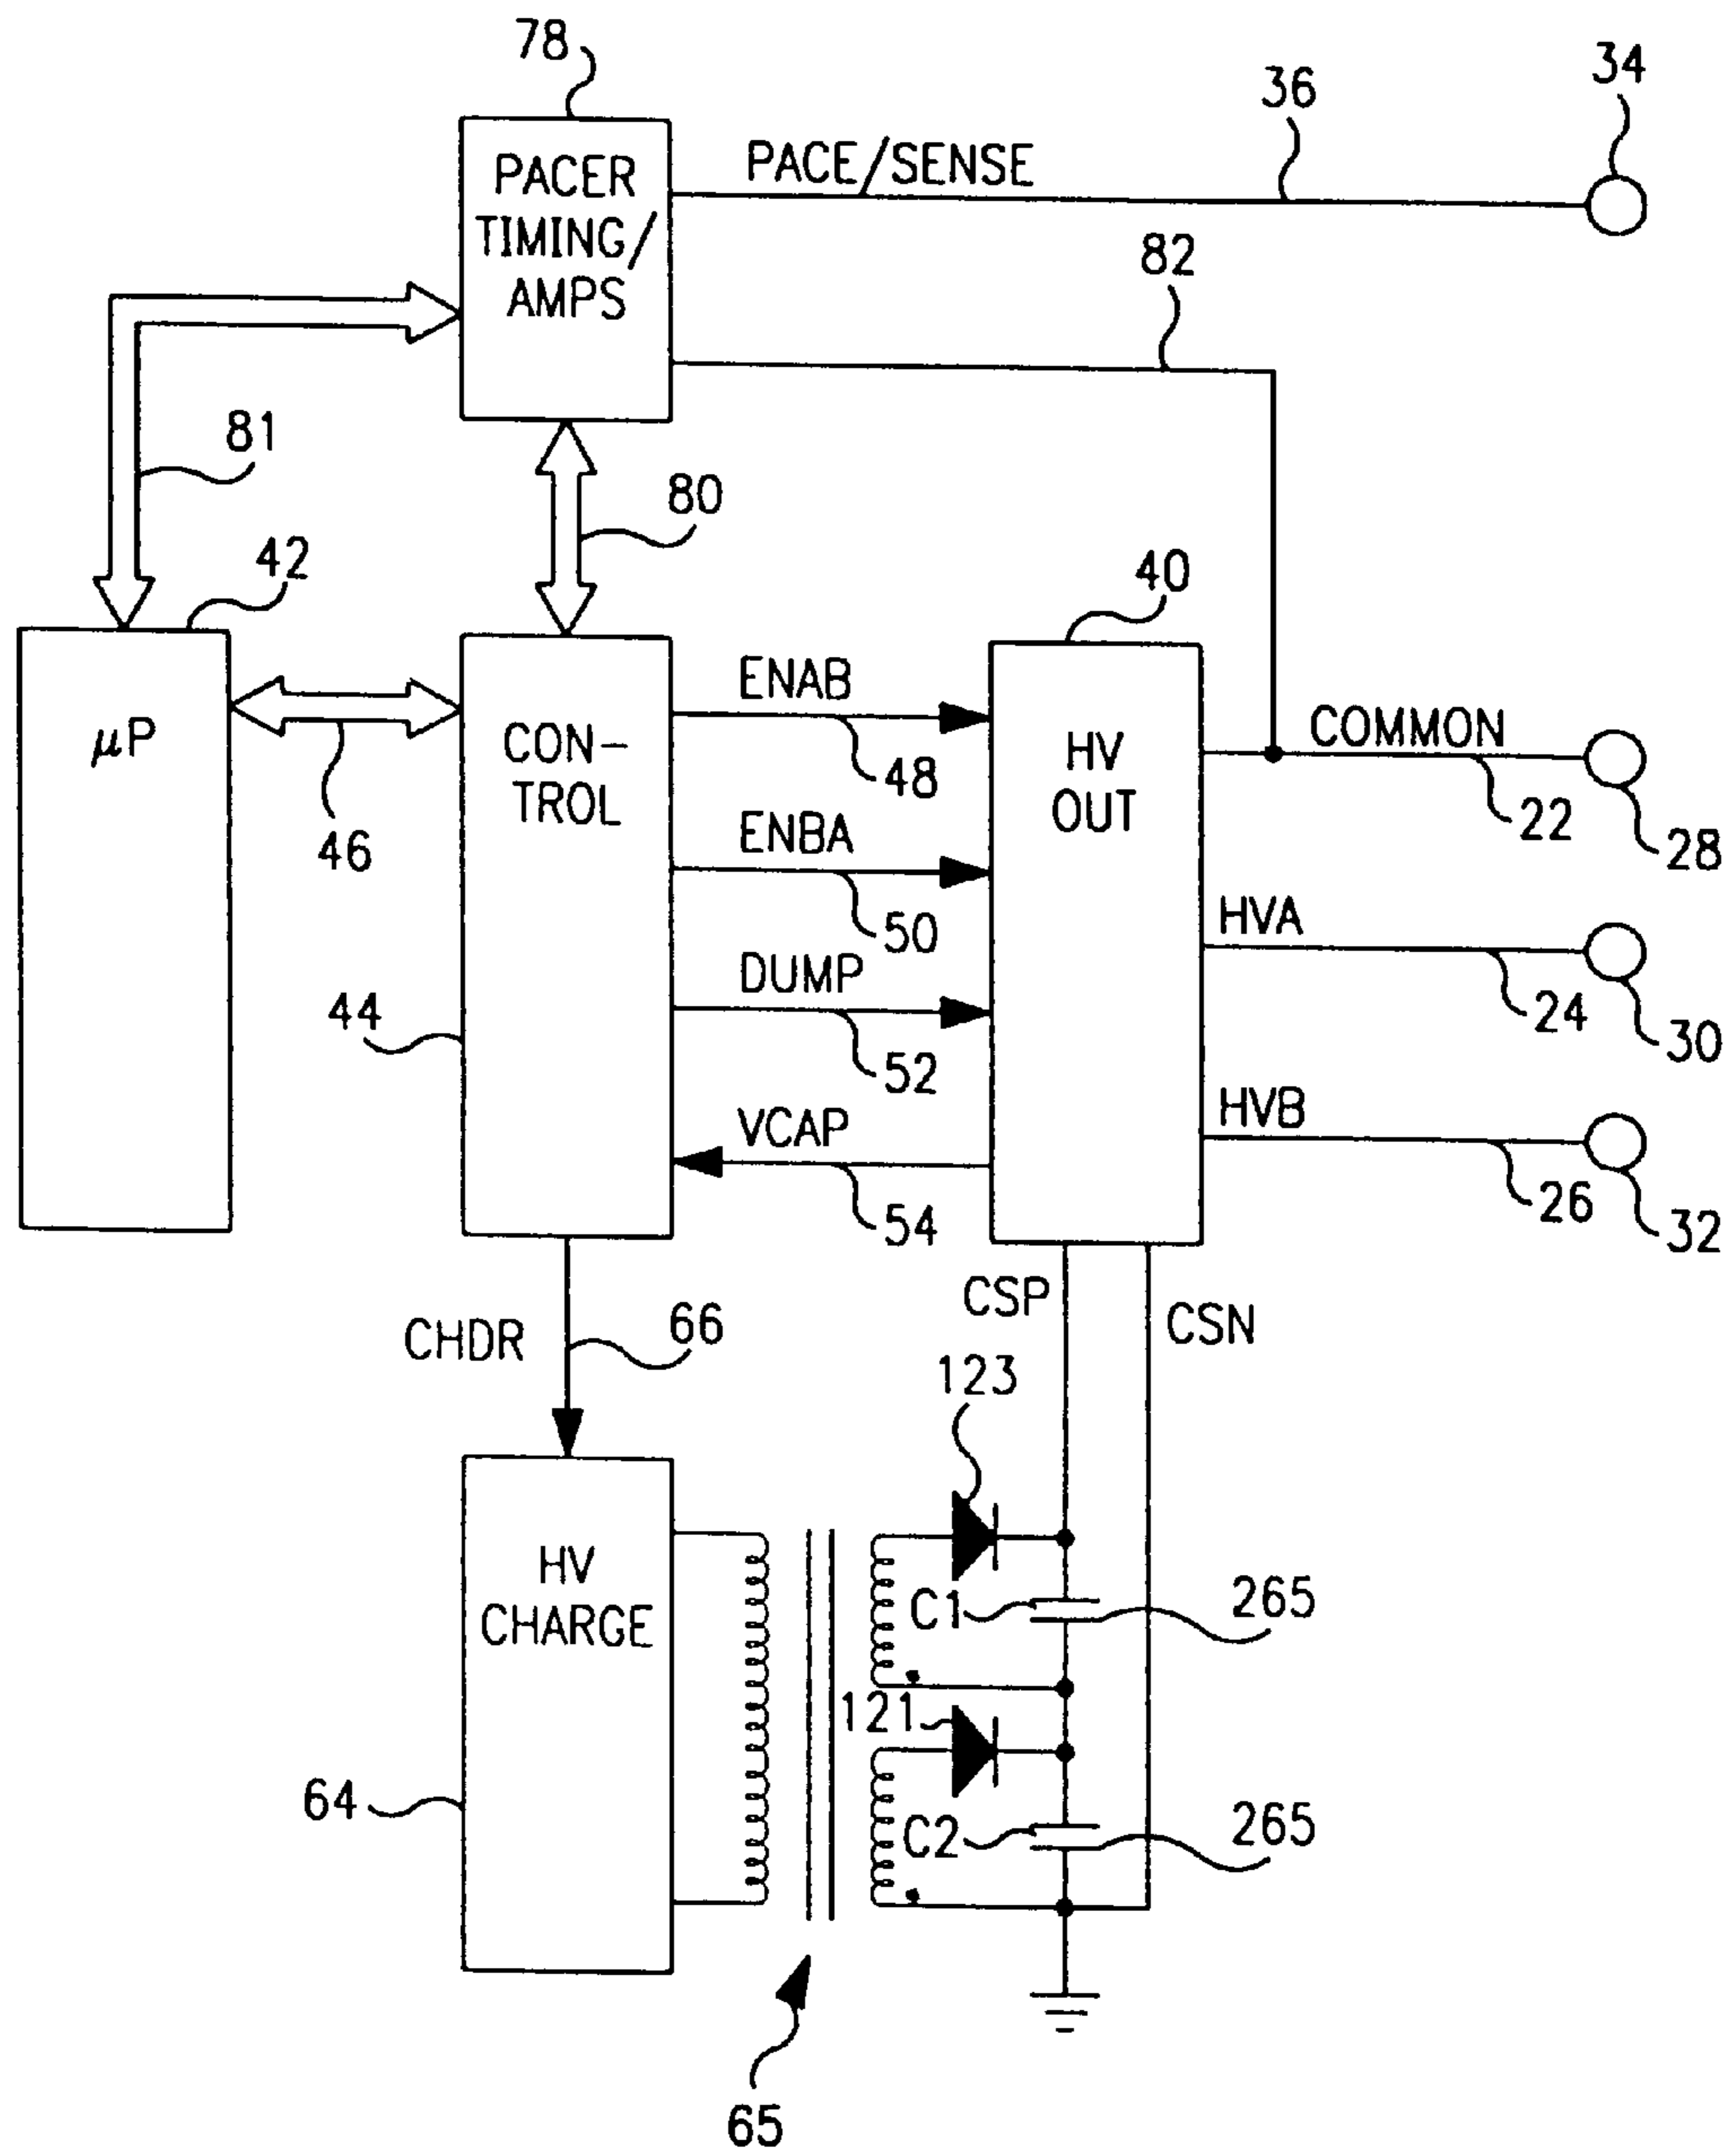 78
34
36
PACE/SENSE
PACER
TIMING/
AMPS
82
81
80
42
40
ENAB
COMMON
μP
CON-
TROL
HV
OUT
48
22
28
46
ENBA
50
HVA
DUMP
24
30
44
52
VCAP
HVB
54
26
32
CSP
CSN
CHDR
66
123
HV
CHARGE
C1
265
121
64
C2
265
65